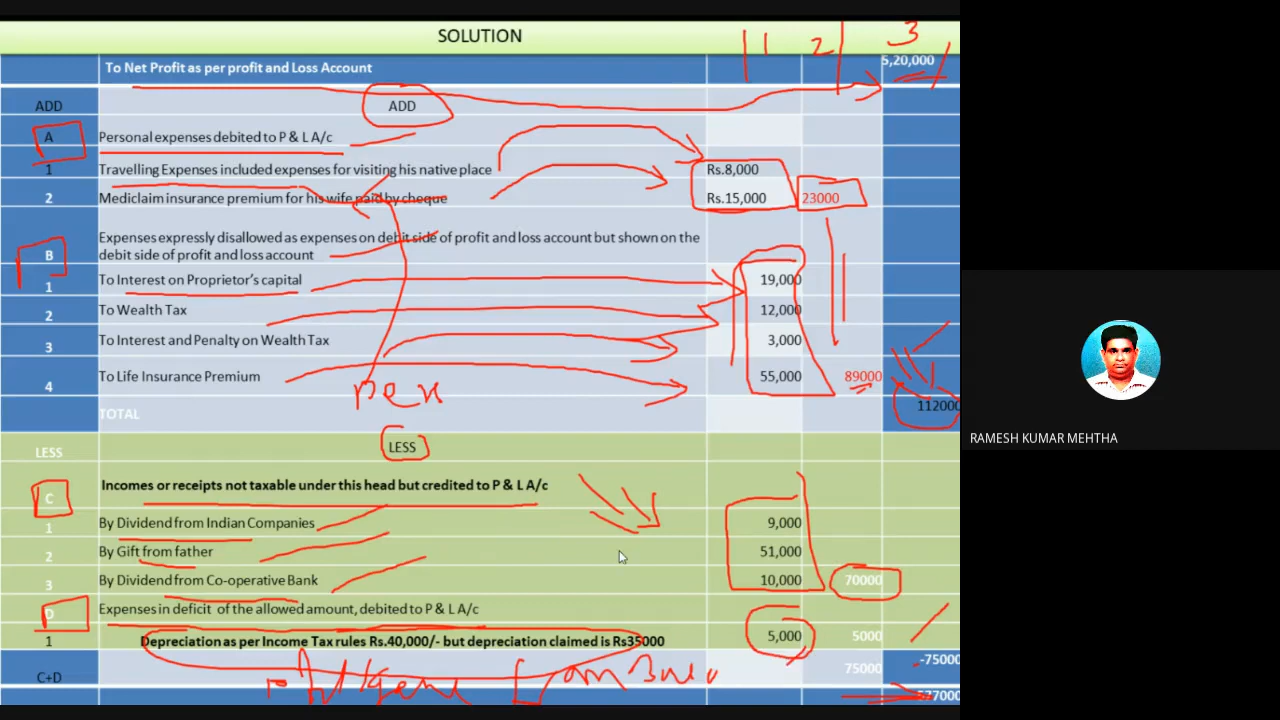 SOLUTION
1 2 3
To Net Profit as per profit and Loss Account 5,20,000
ADD ADD
A Personal expenses debited to P & L A/c
1 Travelling Expenses included expenses for visiting his native place Rs.8,000
2 Mediclaim insurance premium for his wife paid by cheque Rs.15,000 23000
B Expenses expressly disallowed as expenses on debit side of profit and loss account but shown on the
debit side of profit and loss account
1 To Interest on Proprietor's capital 19,000
2 To Wealth Tax 12,000
3 To Interest and Penalty on Wealth Tax 3,000
4 To Life Insurance Premium 55,000 89000
TOTAL 112000
LESS LESS
C Incomes or receipts not taxable under this head but credited to P & L A/c
1 By Dividend from Indian Companies 9,000
2 By Gift from father 51,000
3 By Dividend from Co-operative Bank 10,000 70000
D Expenses in deficit of the allowed amount, debited to P & L A/c
1 Depreciation as per Income Tax rules Rs.40,000/- but depreciation claimed is Rs35000 5,000 5000
C+D 75000 -75000
RAMESH KUMAR MEHTHA